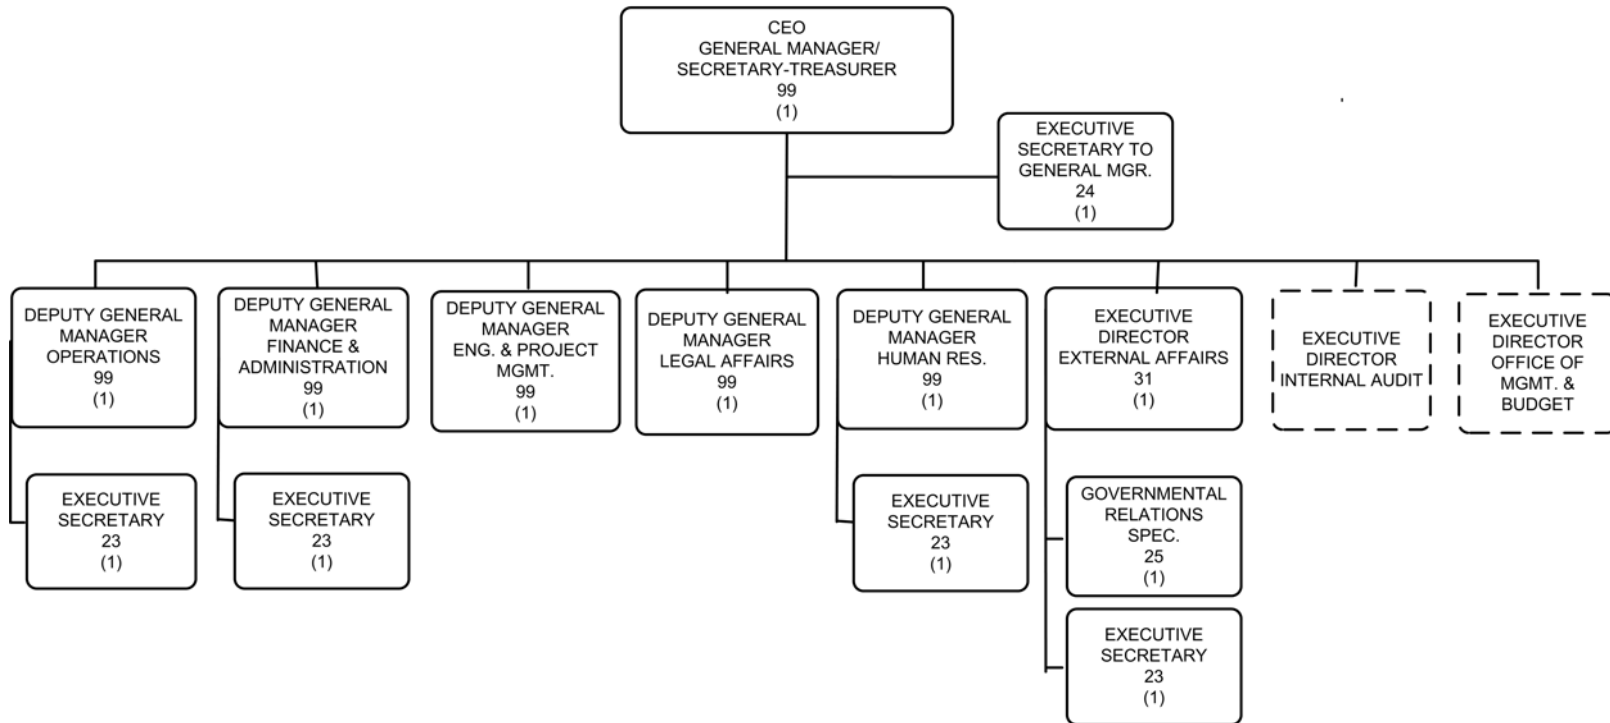 CEO
GENERAL MANAGER/
SECRETARY-TREASURER
99
(1)
EXECUTIVE
SECRETARY TO
GENERAL MGR.
24
(1)
DEPUTY GENERAL
MANAGER
OPERATIONS
99
(1)
DEPUTY GENERAL
MANAGER
FINANCE &
ADMINISTRATION
99
(1)
DEPUTY GENERAL
MANAGER
ENG. & PROJECT
MGMT.
99
(1)
DEPUTY GENERAL
MANAGER
LEGAL AFFAIRS
99
(1)
DEPUTY GENERAL
MANAGER
HUMAN RES.
99
(1)
EXECUTIVE
DIRECTOR
EXTERNAL AFFAIRS
31
(1)
EXECUTIVE
DIRECTOR
INTERNAL AUDIT
EXECUTIVE
DIRECTOR
OFFICE OF
MGMT. &
BUDGET
EXECUTIVE
SECRETARY
23
(1)
EXECUTIVE
SECRETARY
23
(1)
EXECUTIVE
SECRETARY
23
(1)
GOVERNMENTAL
RELATIONS
SPEC.
25
(1)
EXECUTIVE
SECRETARY
23
(1)